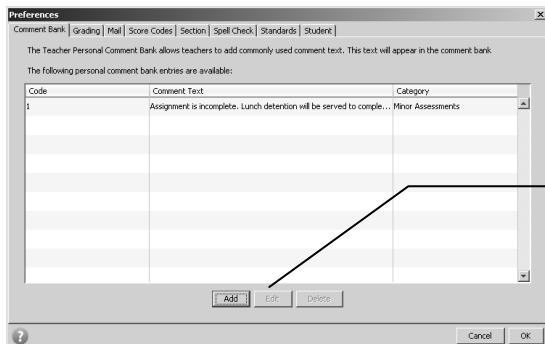 Preferences
Comment Bank Grading Mail Score Codes Section Spell Check Standards Student
The Teacher Personal Comment Bank allows teachers to add commonly used comment text. This text will appear in the comment bank
The following personal comment bank entries are available:
Code Comment Text Category
1 Assignment is incomplete. Lunch detention will be served to comple... Minor Assessments
Add Edit Delete
? Cancel OK